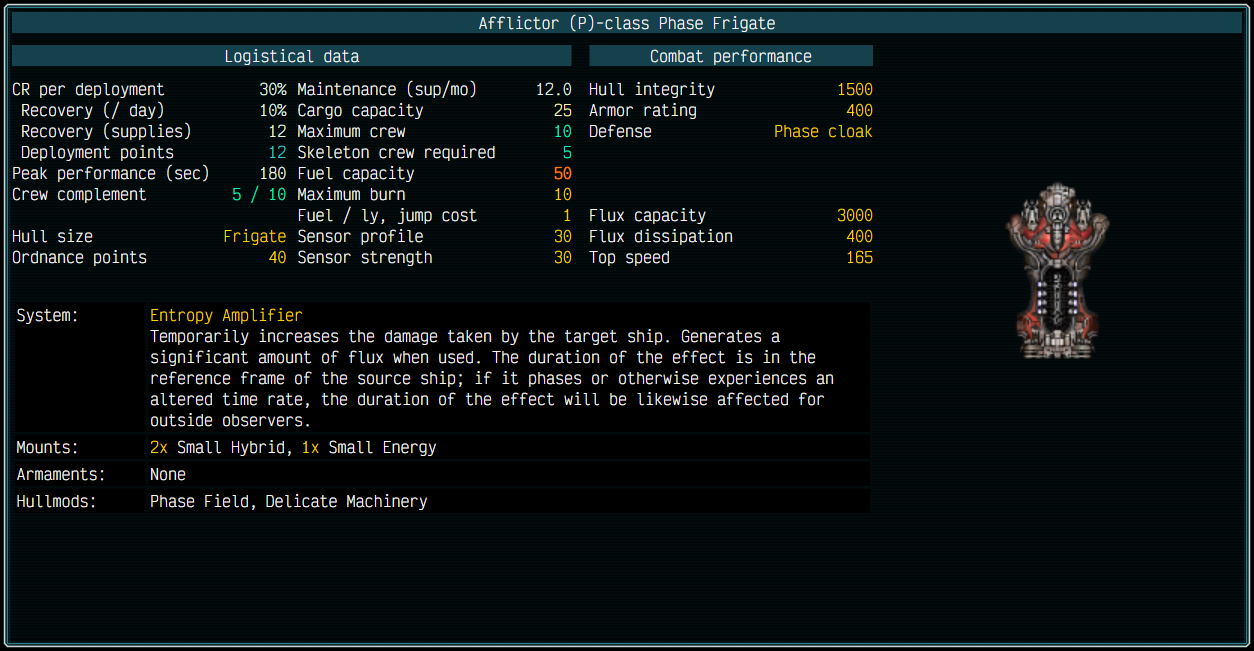 Afflictor (P)-class Phase Frigate
Logistical data
CR per deployment 30% Maintenance (sup/mo) 12.0
Recovery (/ day) 10% Cargo capacity 25
Recovery (supplies) 12 Maximum crew 10
Deployment points 12 Skeleton crew required 5
Peak performance (sec) 180 Fuel capacity 50
Crew complement 5 / 10 Maximum burn 10
Fuel / ly, jump cost 1
Hull size Frigate Sensor profile 30
Ordnance points 40 Sensor strength 30
Combat performance
Hull integrity 1500
Armor rating 400
Defense Phase cloak
Flux capacity 3000
Flux dissipation 400
Top speed 165
System: Entropy Amplifier
Temporarily increases the damage taken by the target ship. Generates a
significant amount of flux when used. The duration of the effect is in the
reference frame of the source ship; if it phases or otherwise experiences an
altered time rate, the duration of the effect will be likewise affected for
outside observers.
Mounts: 2x Small Hybrid, 1x Small Energy
Armaments: None
Hullmods: Phase Field, Delicate Machinery